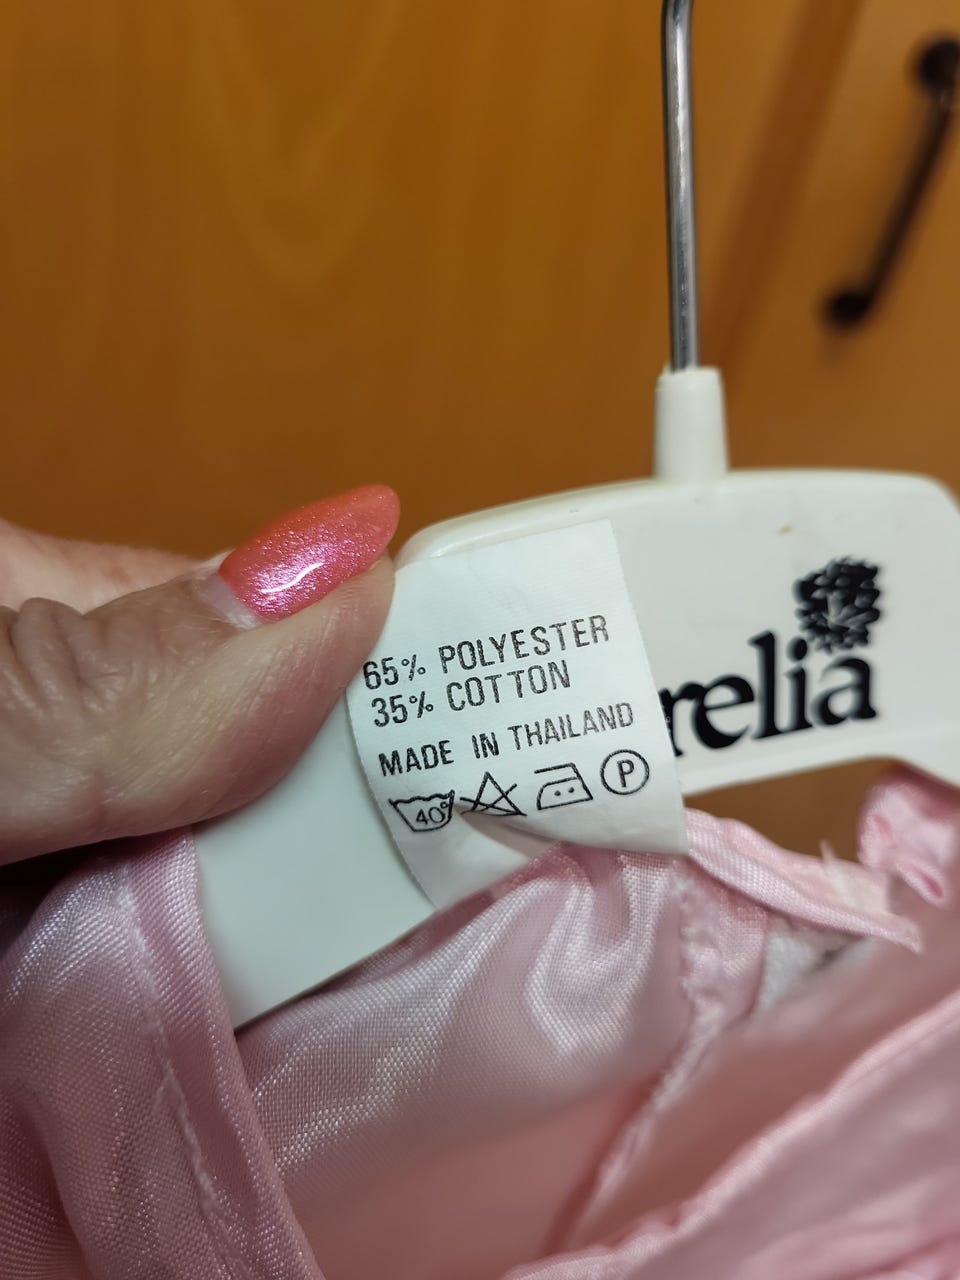 65% POLYESTER
35% COTTON
MADE IN THAILAND
40° P
relia